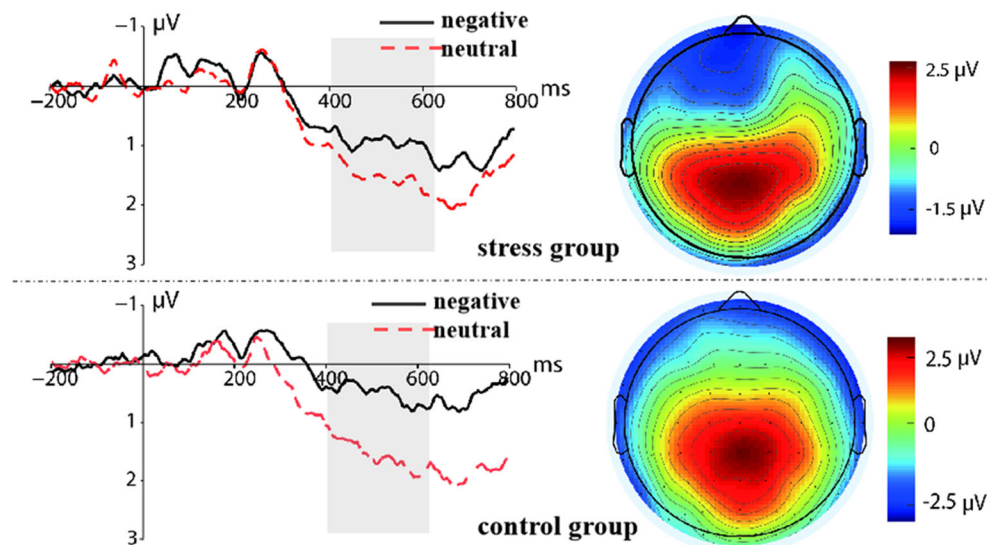 −1 µV
negative
neutral
−200 200 400 600 800 ms
1
2
3
stress group
2.5 µV
0
-1.5 µV
−1 µV
negative
neutral
−200 200 400 600 800 ms
1
2
3
control group
2.5 µV
0
-2.5 µV